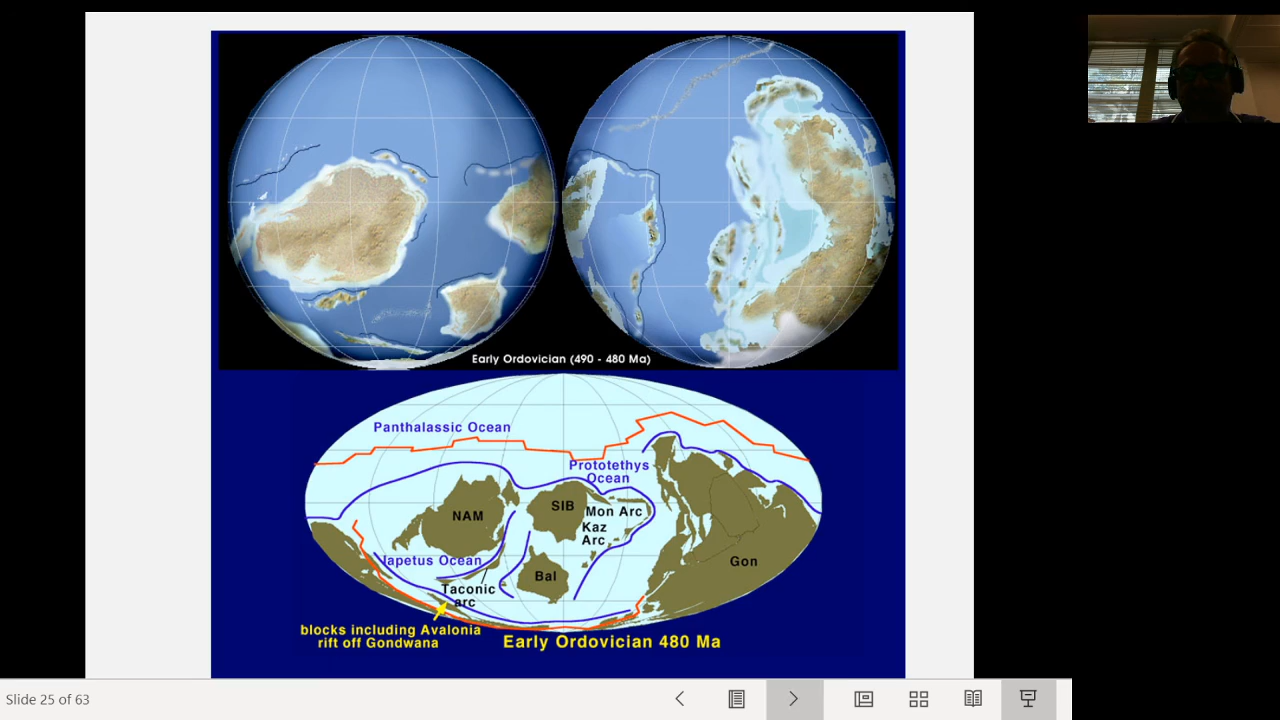 Early Ordovician (490 - 480 Ma)
Panthalassic Ocean
Prototethys
Ocean
NAM
SIB
Mon Arc
Kaz
Arc
Iapetus Ocean
Bal
Gon
Taconic
arc
blocks including Avalonia
rift off Gondwana
Early Ordovician 480 Ma
Slide 25 of 63